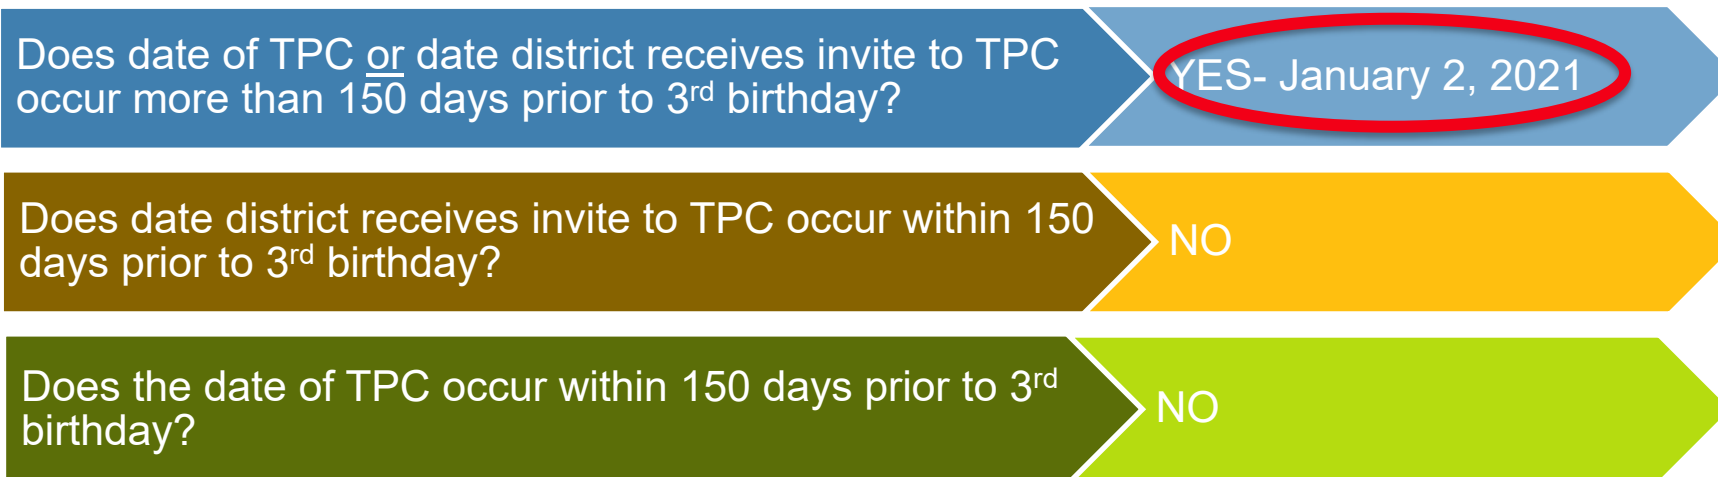 Does date of TPC or date district receives invite to TPC
occur more than 150 days prior to 3rd birthday?
YES- January 2, 2021
Does date district receives invite to TPC occur within 150
days prior to 3rd birthday?
NO
Does the date of TPC occur within 150 days prior to 3rd
birthday?
NO